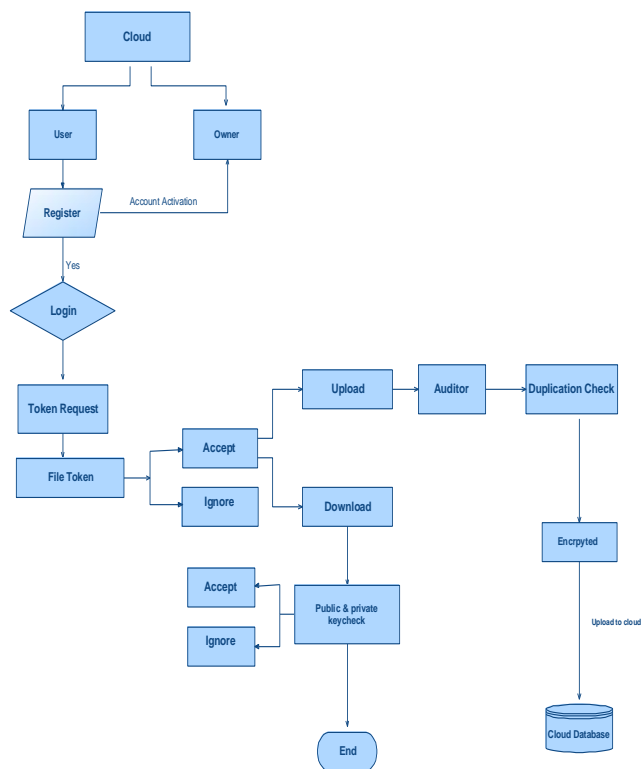 Cloud
User
Owner
Register
Account Activation
Yes
Login
Token Request
File Token
Accept
Ignore
Upload
Auditor
Duplication Check
Download
Encrpyted
Accept
Ignore
Public & private
keycheck
Upload to cloud
Cloud Database
End